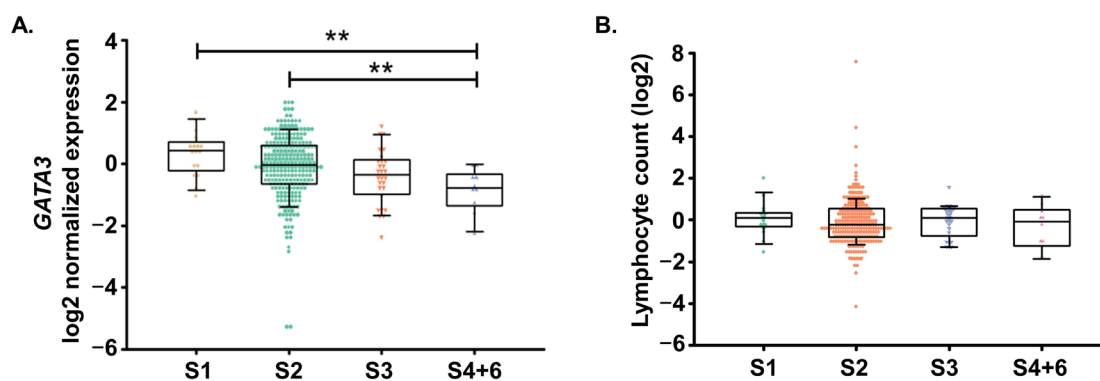 A.
GATA3
log2 normalized expression
4
2
0
−2
−4
−6
**
**
S1 S2 S3 S4+6
B.
Lymphocyte count (log2)
8
6
4
2
0
−2
−4
−6
S1 S2 S3 S4+6